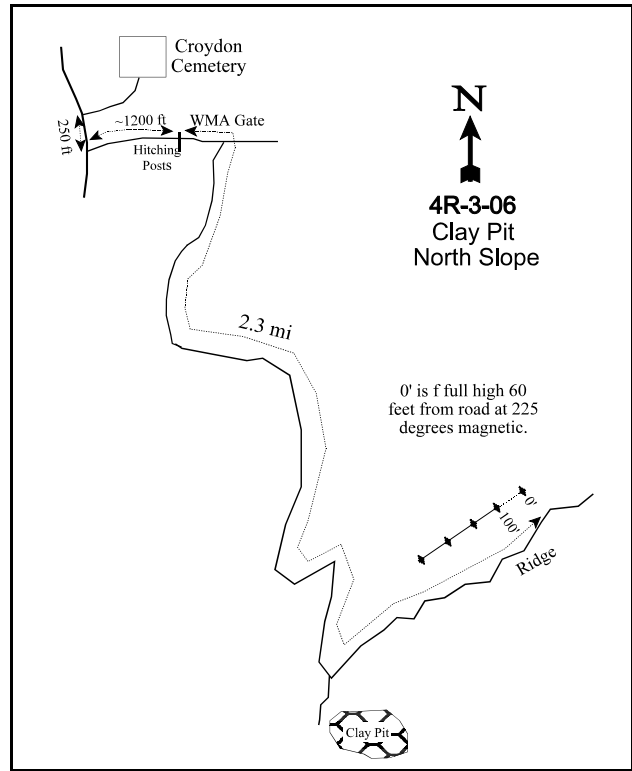 Croydon
Cemetery
250 ft
~1200 ft
WMA Gate
Hitching
Posts
N
4R-3-06
Clay Pit
North Slope
2.3 mi
0' is f full high 60
feet from road at 225
degrees magnetic.
0'
100'
Ridge
Clay Pit